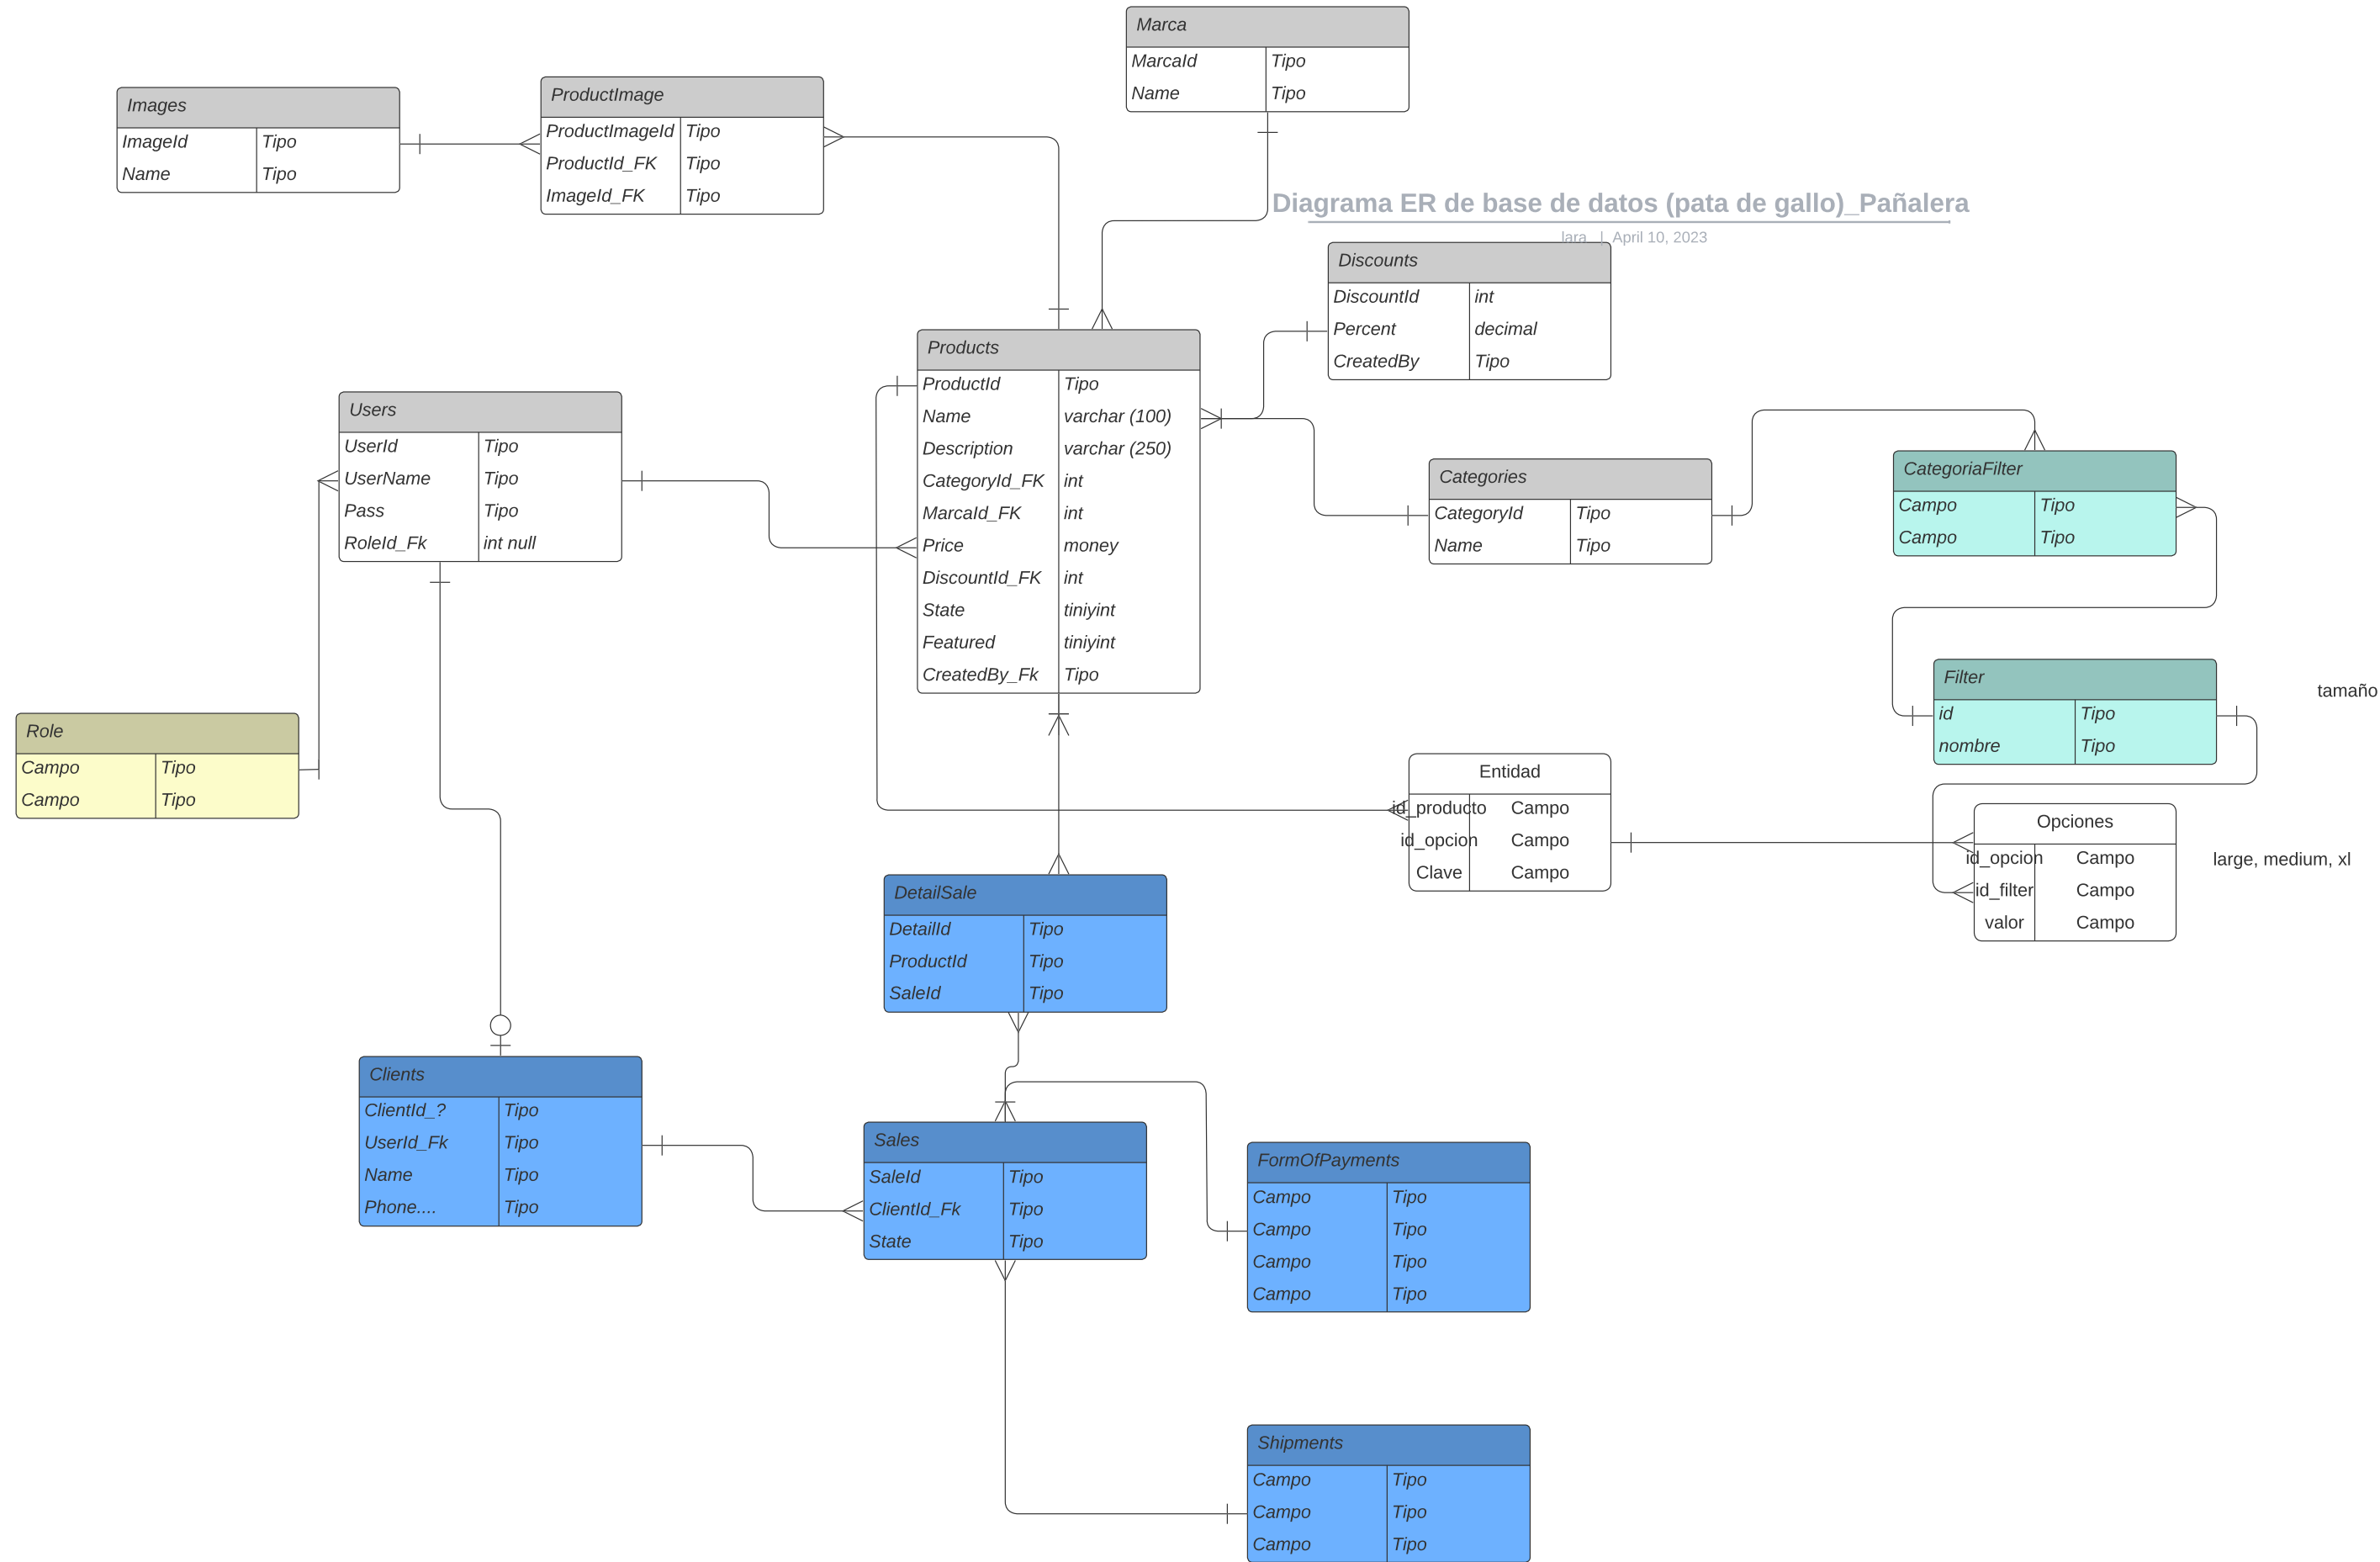 Marca
MarcaId Tipo
Name Tipo
Images
ImageId Tipo
Name Tipo
ProductImage
ProductImageId Tipo
ProductId_FK Tipo
ImageId_FK Tipo
Diagrama ER de base de datos (pata de gallo)_Pañalera
lara | April 10, 2023
Discounts
DiscountId int
Percent decimal
CreatedBy Tipo
Products
ProductId Tipo
Name varchar (100)
Description varchar (250)
CategoryId_FK int
MarcaId_FK int
Price money
DiscountId_FK int
State tiniyint
Featured tiniyint
CreatedBy_Fk Tipo
Users
UserId Tipo
UserName Tipo
Pass Tipo
RoleId_Fk int null
Categories
CategoryId Tipo
Name Tipo
CategoriaFilter
Campo Tipo
Campo Tipo
Filter
id Tipo
nombre Tipo
tamaño
Role
Campo Tipo
Campo Tipo
Entidad
id_producto Campo
id_opcion Campo
Clave Campo
Opciones
id_opcion Campo
id_filter Campo
valor Campo
large, medium, xl
DetailSale
DetailId Tipo
ProductId Tipo
SaleId Tipo
Clients
ClientId_? Tipo
UserId_Fk Tipo
Name Tipo
Phone.... Tipo
Sales
SaleId Tipo
ClientId_Fk Tipo
State Tipo
FormOfPayments
Campo Tipo
Campo Tipo
Campo Tipo
Campo Tipo
Shipments
Campo Tipo
Campo Tipo
Campo Tipo